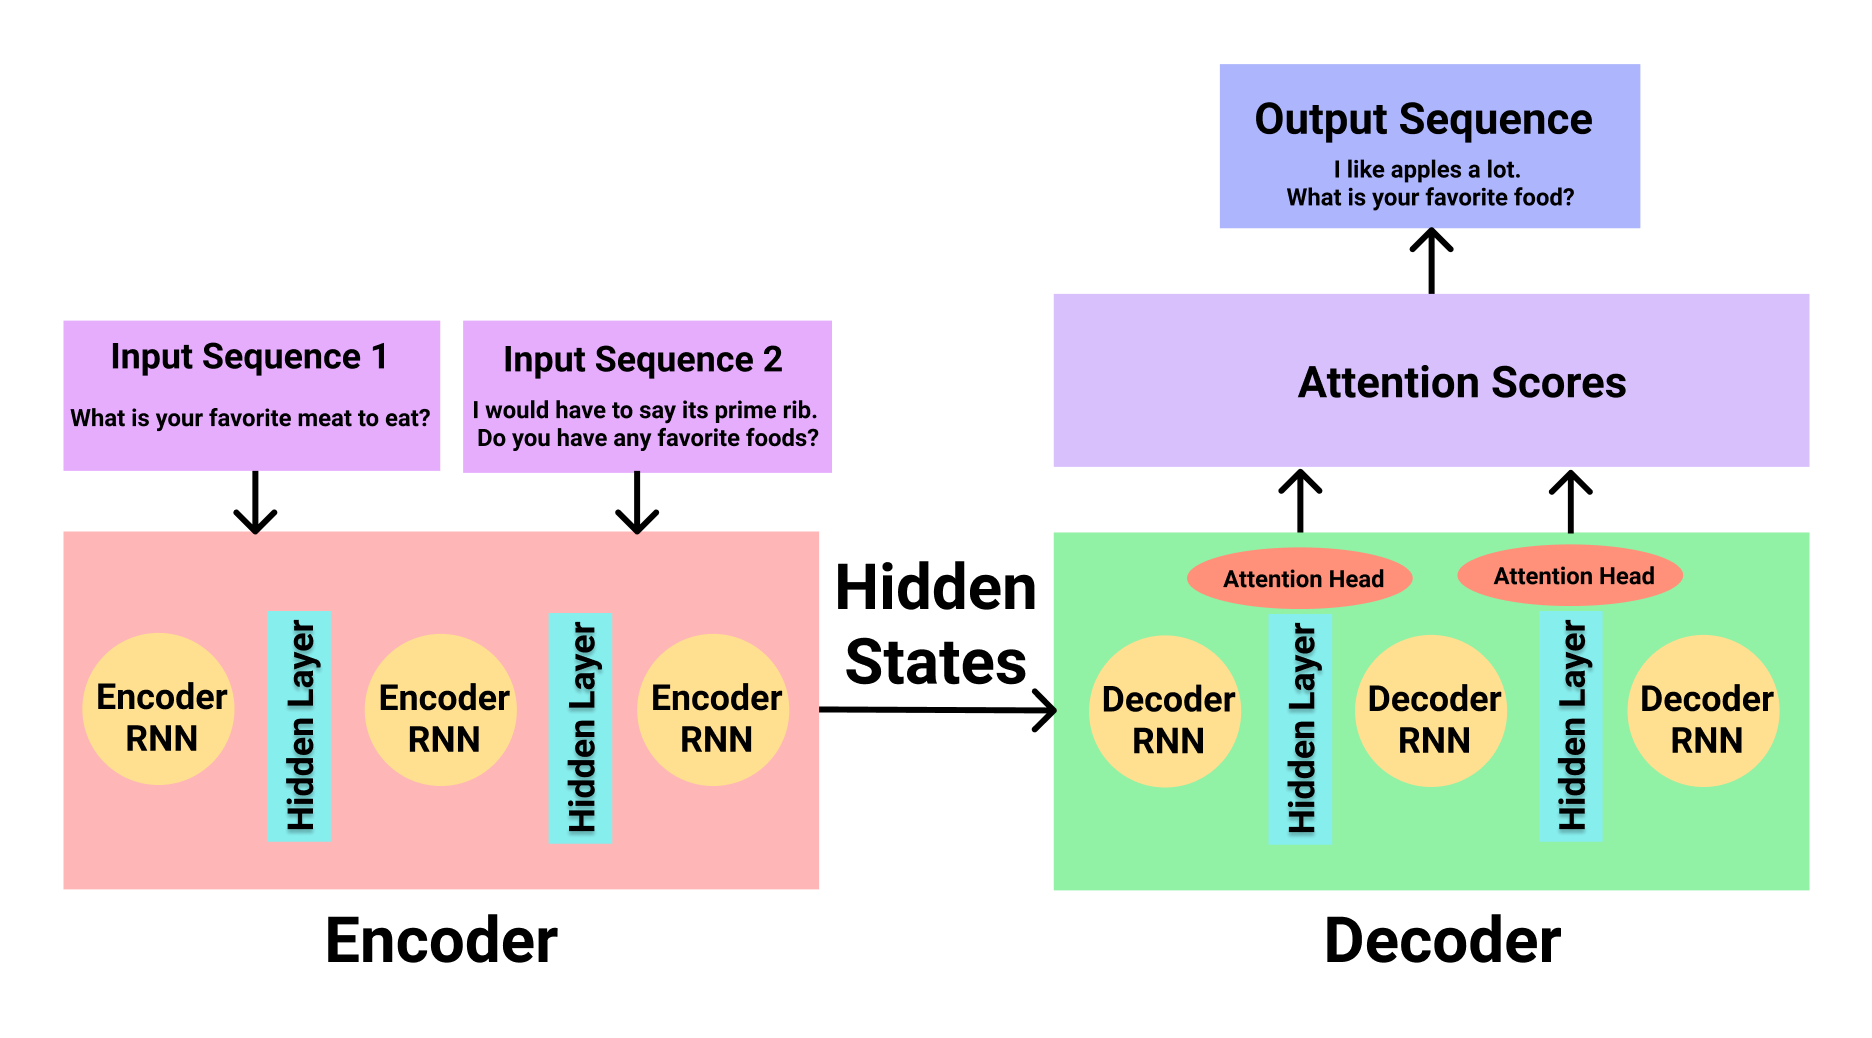 Output Sequence
I like apples a lot.
What is your favorite food?
Input Sequence 1
What is your favorite meat to eat?
Input Sequence 2
I would have to say its prime rib.
Do you have any favorite foods?
Attention Scores
Encoder
RNN
Hidden Layer
Encoder
RNN
Hidden Layer
Encoder
RNN
Hidden
States
Attention Head
Attention Head
Decoder
RNN
Hidden Layer
Decoder
RNN
Hidden Layer
Decoder
RNN
Encoder
Decoder